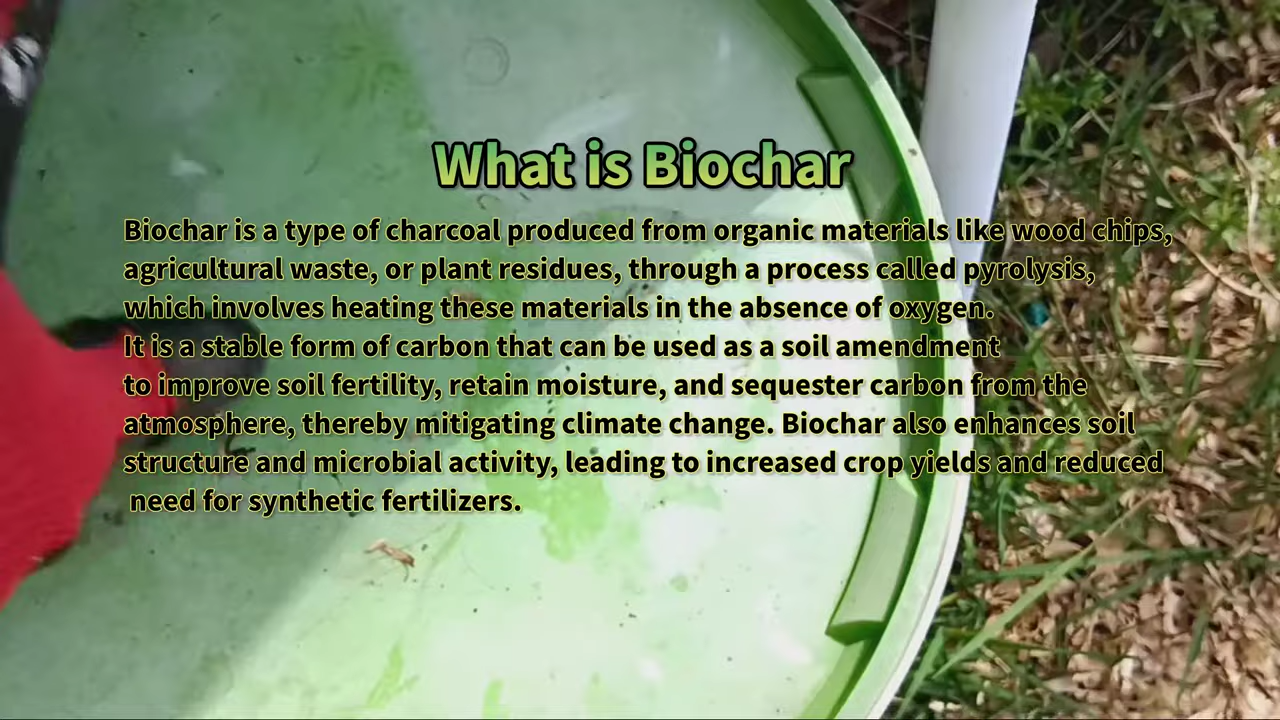 What is Biochar
Biochar is a type of charcoal produced from organic materials like wood chips,
agricultural waste, or plant residues, through a process called pyrolysis,
which involves heating these materials in the absence of oxygen.
It is a stable form of carbon that can be used as a soil amendment
to improve soil fertility, retain moisture, and sequester carbon from the
atmosphere, thereby mitigating climate change. Biochar also enhances soil
structure and microbial activity, leading to increased crop yields and reduced
need for synthetic fertilizers.